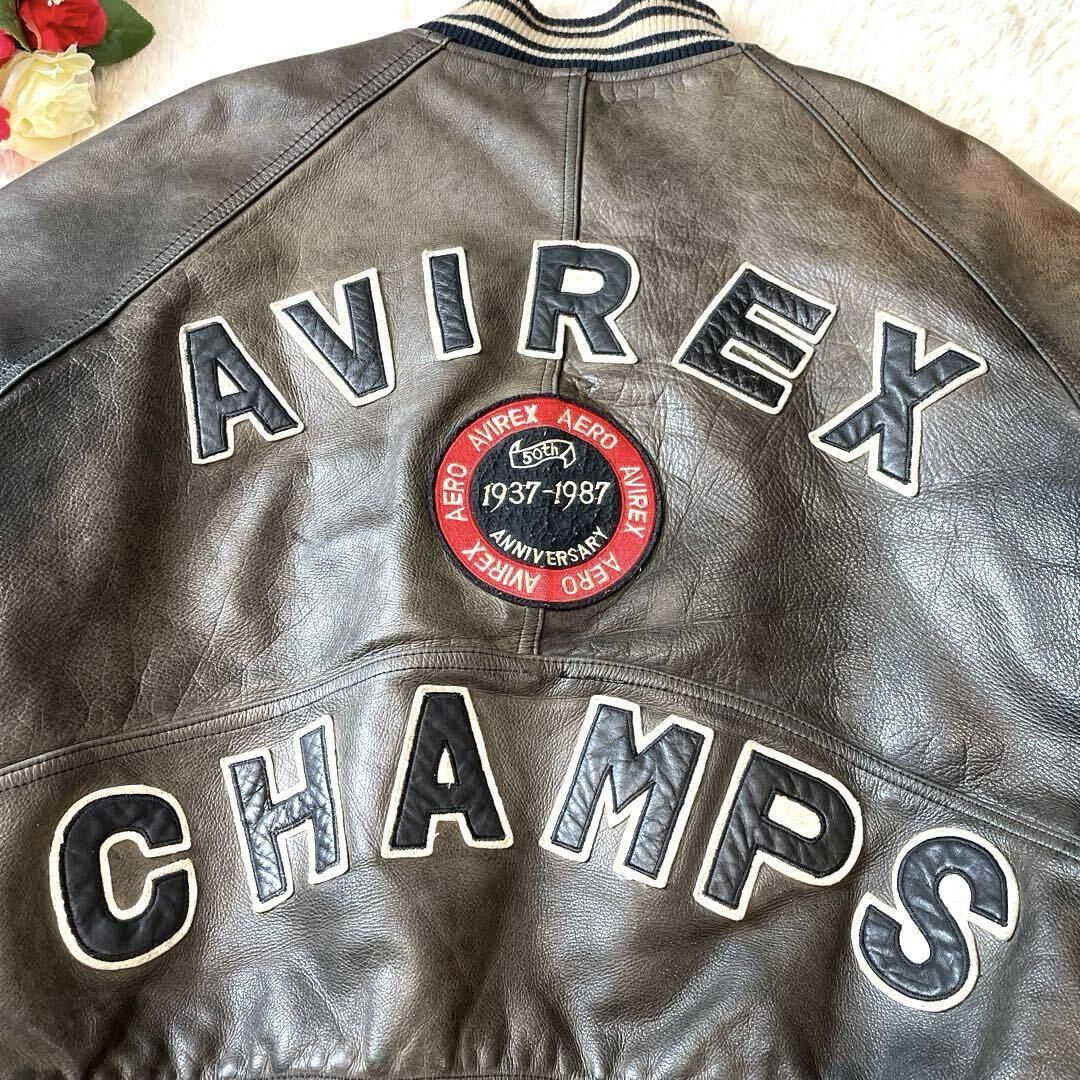 AVIREX
AVIREX AERO AVIREX AERO AVIREX AERO
50th
1937-1987
ANNIVERSARY
CHAMPS